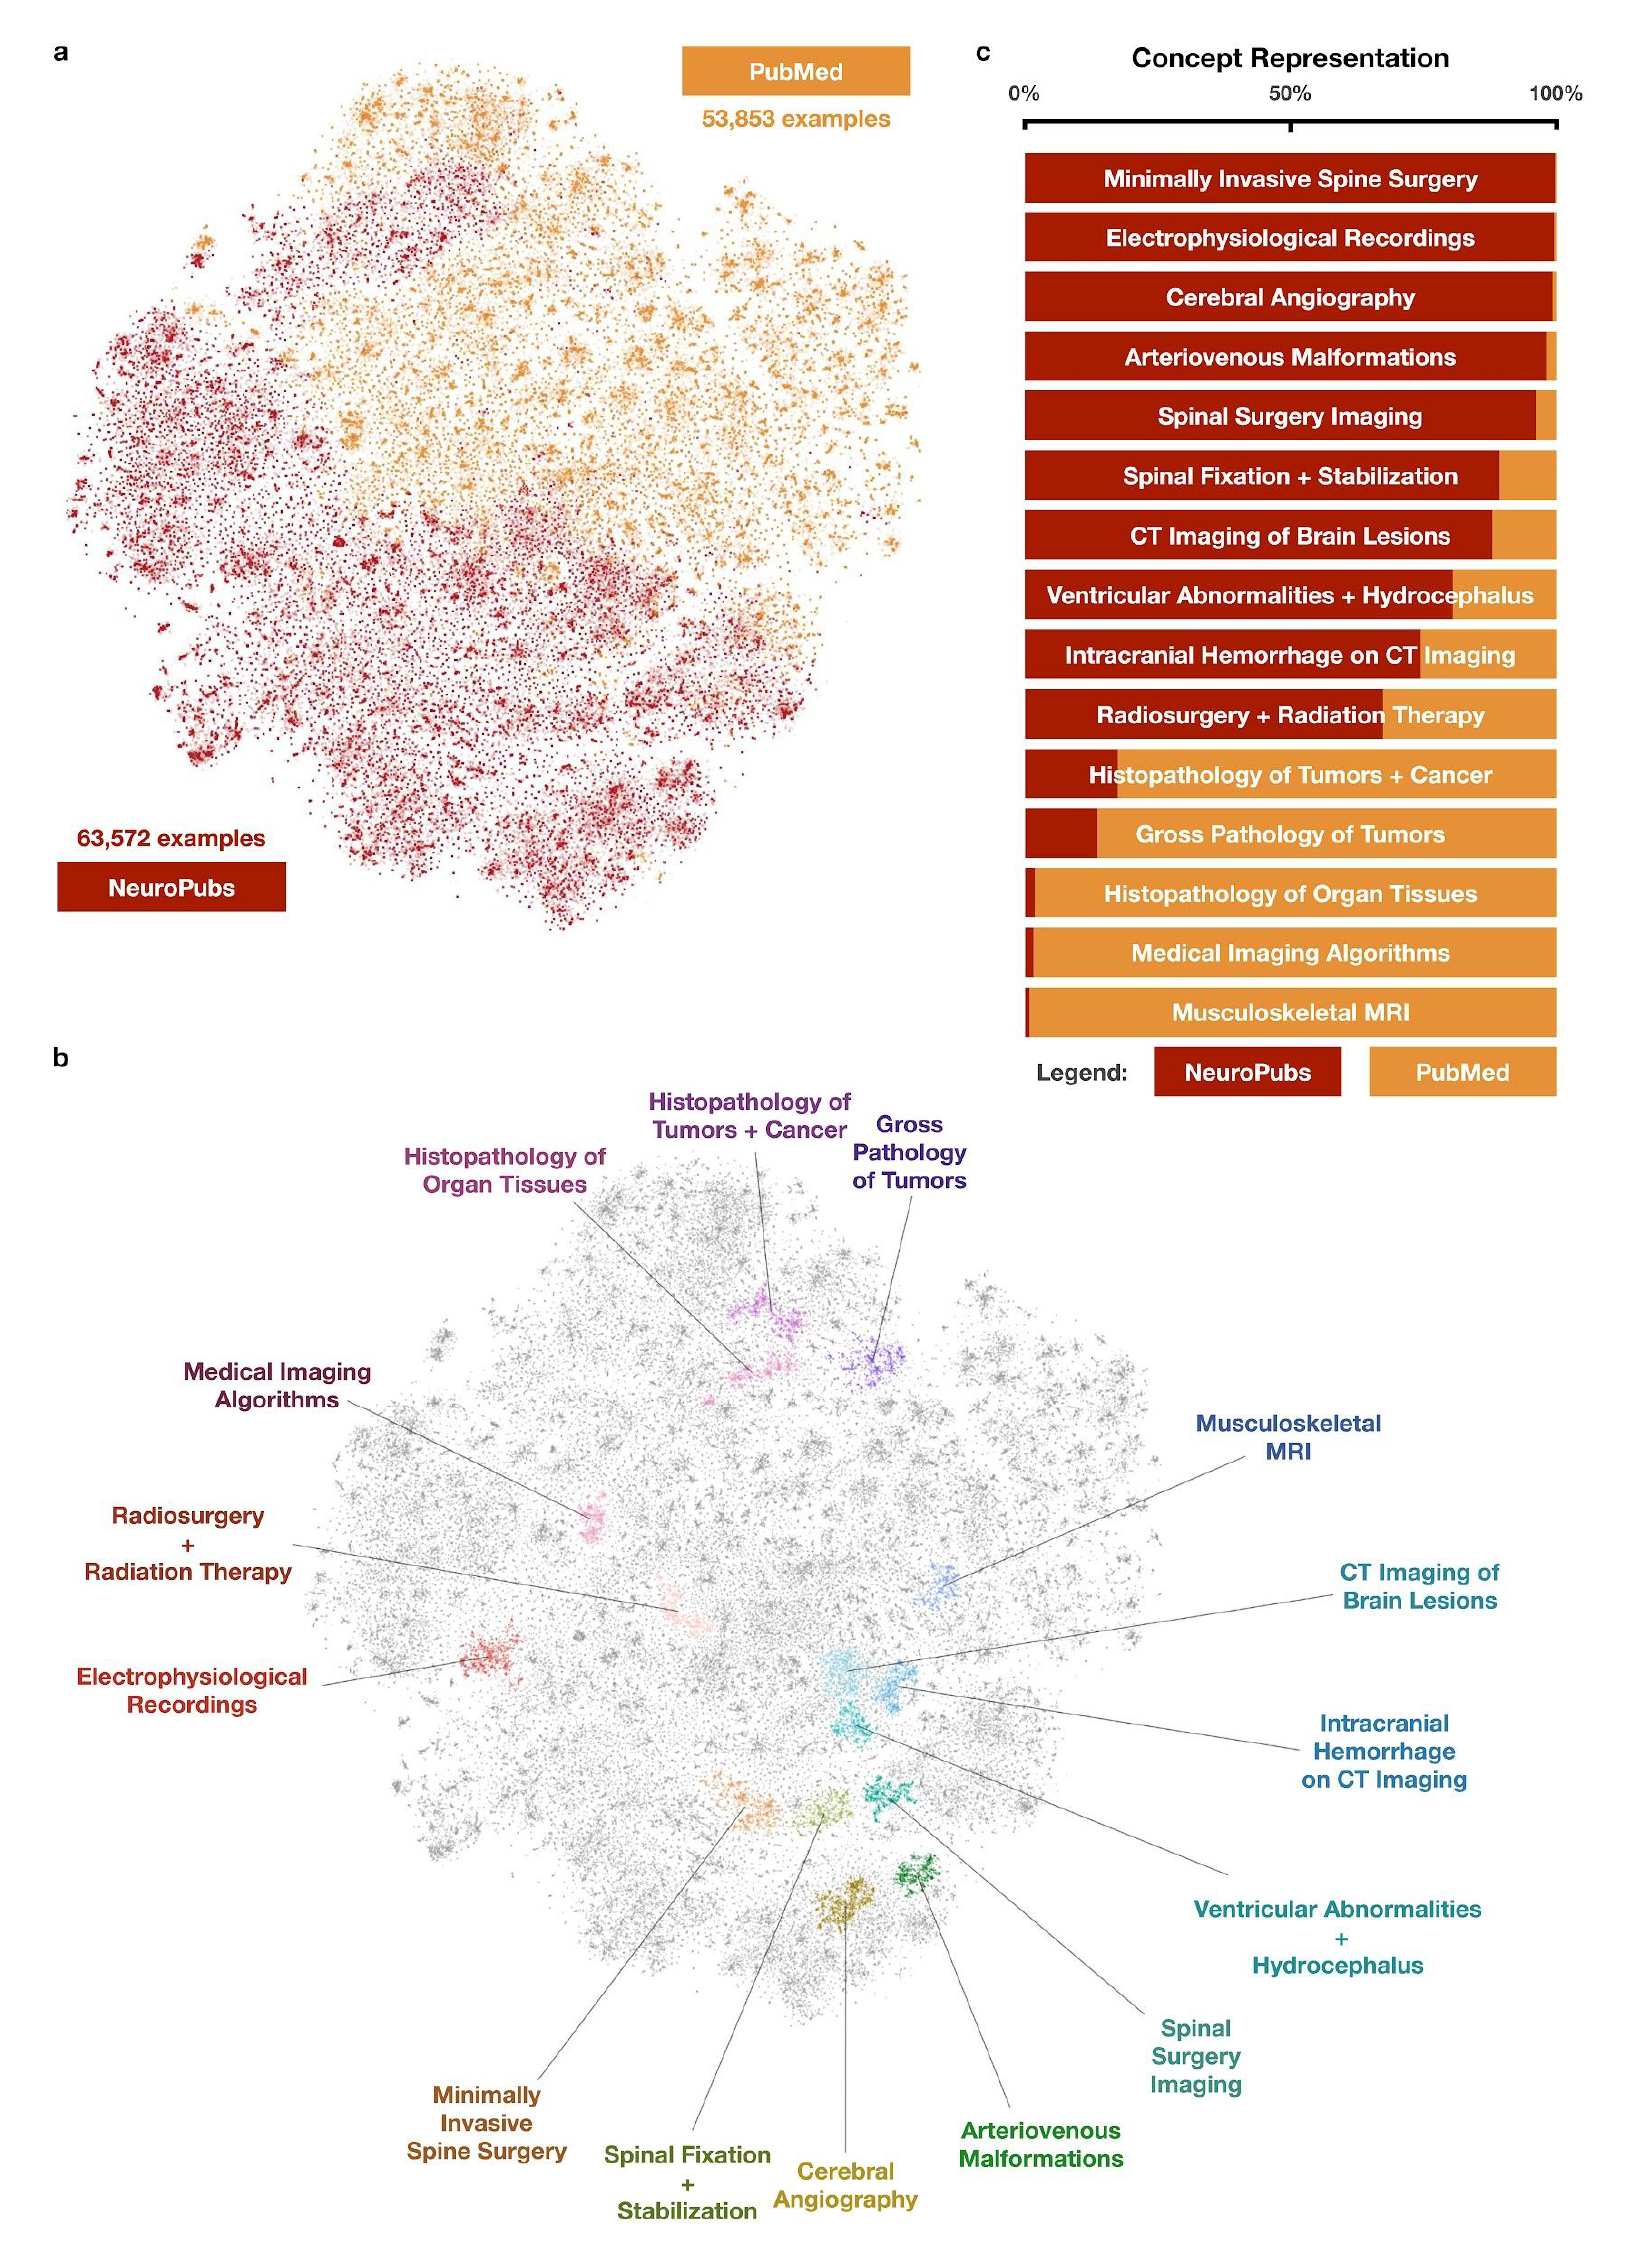 a
PubMed
53,853 examples
63,572 examples
NeuroPubs
c
Concept Representation
0%
50%
100%
Minimally Invasive Spine Surgery
Electrophysiological Recordings
Cerebral Angiography
Arteriovenous Malformations
Spinal Surgery Imaging
Spinal Fixation + Stabilization
CT Imaging of Brain Lesions
Ventricular Abnormalities + Hydrocephalus
Intracranial Hemorrhage on CT Imaging
Radiosurgery + Radiation Therapy
Histopathology of Tumors + Cancer
Gross Pathology of Tumors
Histopathology of Organ Tissues
Medical Imaging Algorithms
Musculoskeletal MRI
Legend:
NeuroPubs
PubMed
b
Histopathology of
Tumors + Cancer
Gross
Pathology
of Tumors
Histopathology of
Organ Tissues
Medical Imaging
Algorithms
Musculoskeletal
MRI
Radiosurgery
+
Radiation Therapy
CT Imaging of
Brain Lesions
Electrophysiological
Recordings
Intracranial
Hemorrhage
on CT Imaging
Ventricular Abnormalities
+
Hydrocephalus
Spinal
Surgery
Imaging
Minimally
Invasive
Spine Surgery
Spinal Fixation
+
Stabilization
Cerebral
Angiography
Arteriovenous
Malformations